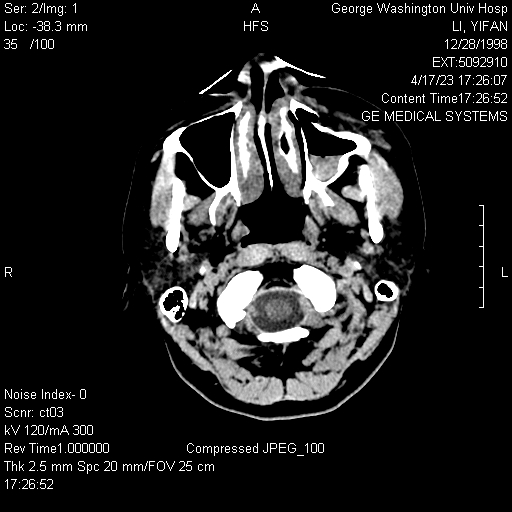 Ser: 2/Img: 1
Loc: -38.3 mm
35 /100
A
HFS
George Washington Univ Hosp
LI, YIFAN
12/28/1998
EXT:5092910
4/17/23 17:26:07
Content Time17:26:52
GE MEDICAL SYSTEMS
R
L
Noise Index- 0
Scnr: ct03
kV 120/mA 300
Rev Time1.000000
Thk 2.5 mm Spc 20 mm/FOV 25 cm
17:26:52
Compressed JPEG_100